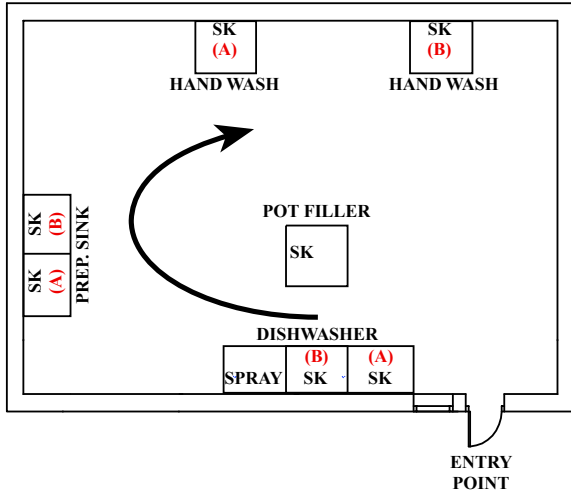 SK
(A)
HAND WASH
SK
(B)
HAND WASH
SK
(B)
SK
(A)
PREP. SINK
POT FILLER
SK
DISHWASHER
SPRAY
(B)
SK
(A)
SK
ENTRY
POINT